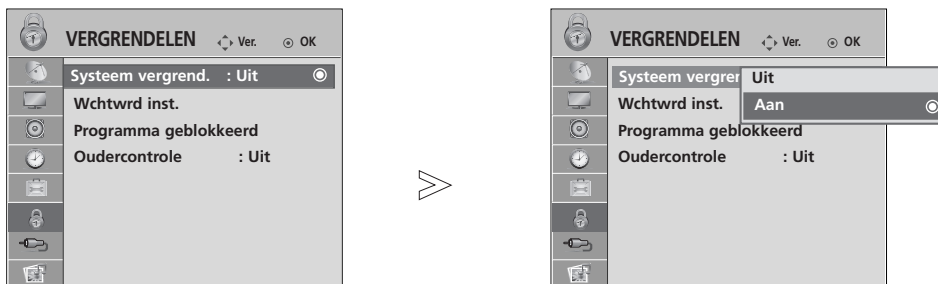 VERGRENDELEN Ver. OK
Systeem vergrend. : Uit
Wchtwrd inst.
Programma geblokkeerd
Oudercontrole : Uit
VERGRENDELEN Ver. OK
Systeem vergren Uit
Wchtwrd inst. Aan
Programma geblokkeerd
Oudercontrole : Uit